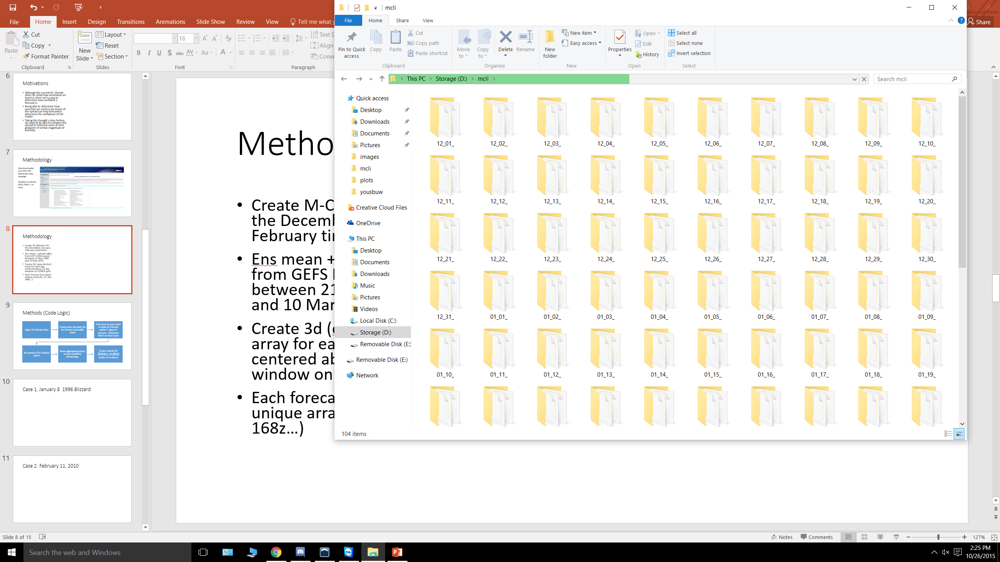 File
Home
Insert
Design
Transitions
Animations
Slide Show
Review
View
Tell me what y
Share
Paste
Cut
Copy
Format Painter
Clipboard
New
Slide
Layout
Reset
Section
Slides
18
B I U S abc AV Aa A
Font
Text D
Align
Conve
Paragraph
6
Motivations
• Although the current M -Climate
plots can show how anomalous an
event is, there isn't a way to
determine how confident a
forecast is.
• Being able to determine how
uncertain an event is by means of
the spread can help forecasters
determine the confidence of the
model.
• Taking this thought a step further,
we want to be able to compare the
spread to historical cases at each
gridpoint of similar magnitude of
anomaly.
7
Methodology
Data downloaded
from ESRL PSD
Reforecast2 data
webpage
Variables of Interest:
MSLP, PWAT, 2-m
temp
8
Methodology
• Create M-Climates for
the December-January-
February timeframe.
• Ens mean + spread taken
from GEFS Reforecast2
between 21 Nov 1985
and 10 Mar 2015
• Create 3d (cases,lat,lon)
array for each day,
centered about 21 day
window on CONUS grid
• Each forecast hour given
unique array (0z, 3z, 24z,
168z...)
9
Methods (Code Logic)
Ingest M-Climate Data
Create point-by-point SA
for forecast ensemble
mean
Find cases at each point
in mean M-Climate
within 1 sigma of
forecast + minimum
MSLP on East Coast
Bin spread of M-Climate
points
Mean aggregated points
to form modified
climatology.
Output spread SA
(forecast – m-climo)
(stdev of m-climo)
10
Case 1, January 8 1996 Blizzard
11
Case 2: February 11, 2010
Metho
• Create M-C
the Decemb
February tin
• Ens mean +
from GEFS
between 21
and 10 Mar
• Create 3d (
array for ea
centered ab
window on
• Each foreca
unique arra
168z...)
mcli
File
Home
Share
View
Pin to Quick
access
Copy
Paste
Cut
Copy path
Paste shortcut
Clipboard
Move
to
Copy
to
Delete
Rename
Organize
New
folder
New item
Easy access
New
Properties
Open
Edit
History
Open
Select all
Select none
Invert selection
Select
This PC
Storage (D:)
mcli
Search mcli
Quick access
Desktop
Downloads
Documents
Pictures
images
mcli
plots
yousbuw
Creative Cloud Files
OneDrive
This PC
Desktop
Documents
Downloads
Music
Pictures
Videos
Local Disk (C:)
Storage (D:)
Removable Disk (E:)
Removable Disk (E:)
Network
12_01_ 12_02_ 12_03_ 12_04_ 12_05_ 12_06_ 12_07_ 12_08_ 12_09_ 12_10_
12_11_ 12_12_ 12_13_ 12_14_ 12_15_ 12_16_ 12_17_ 12_18_ 12_19_ 12_20_
12_21_ 12_22_ 12_23_ 12_24_ 12_25_ 12_26_ 12_27_ 12_28_ 12_29_ 12_30_
12_31_ 01_01_ 01_02_ 01_03_ 01_04_ 01_05_ 01_06_ 01_07_ 01_08_ 01_09_
01_10_ 01_11_ 01_12_ 01_13_ 01_14_ 01_15_ 01_16_ 01_17_ 01_18_ 01_19_
104 items
Slide 8 of 15
Notes
Comments
127%
Search the web and Windows
2:25 PM
10/26/2015